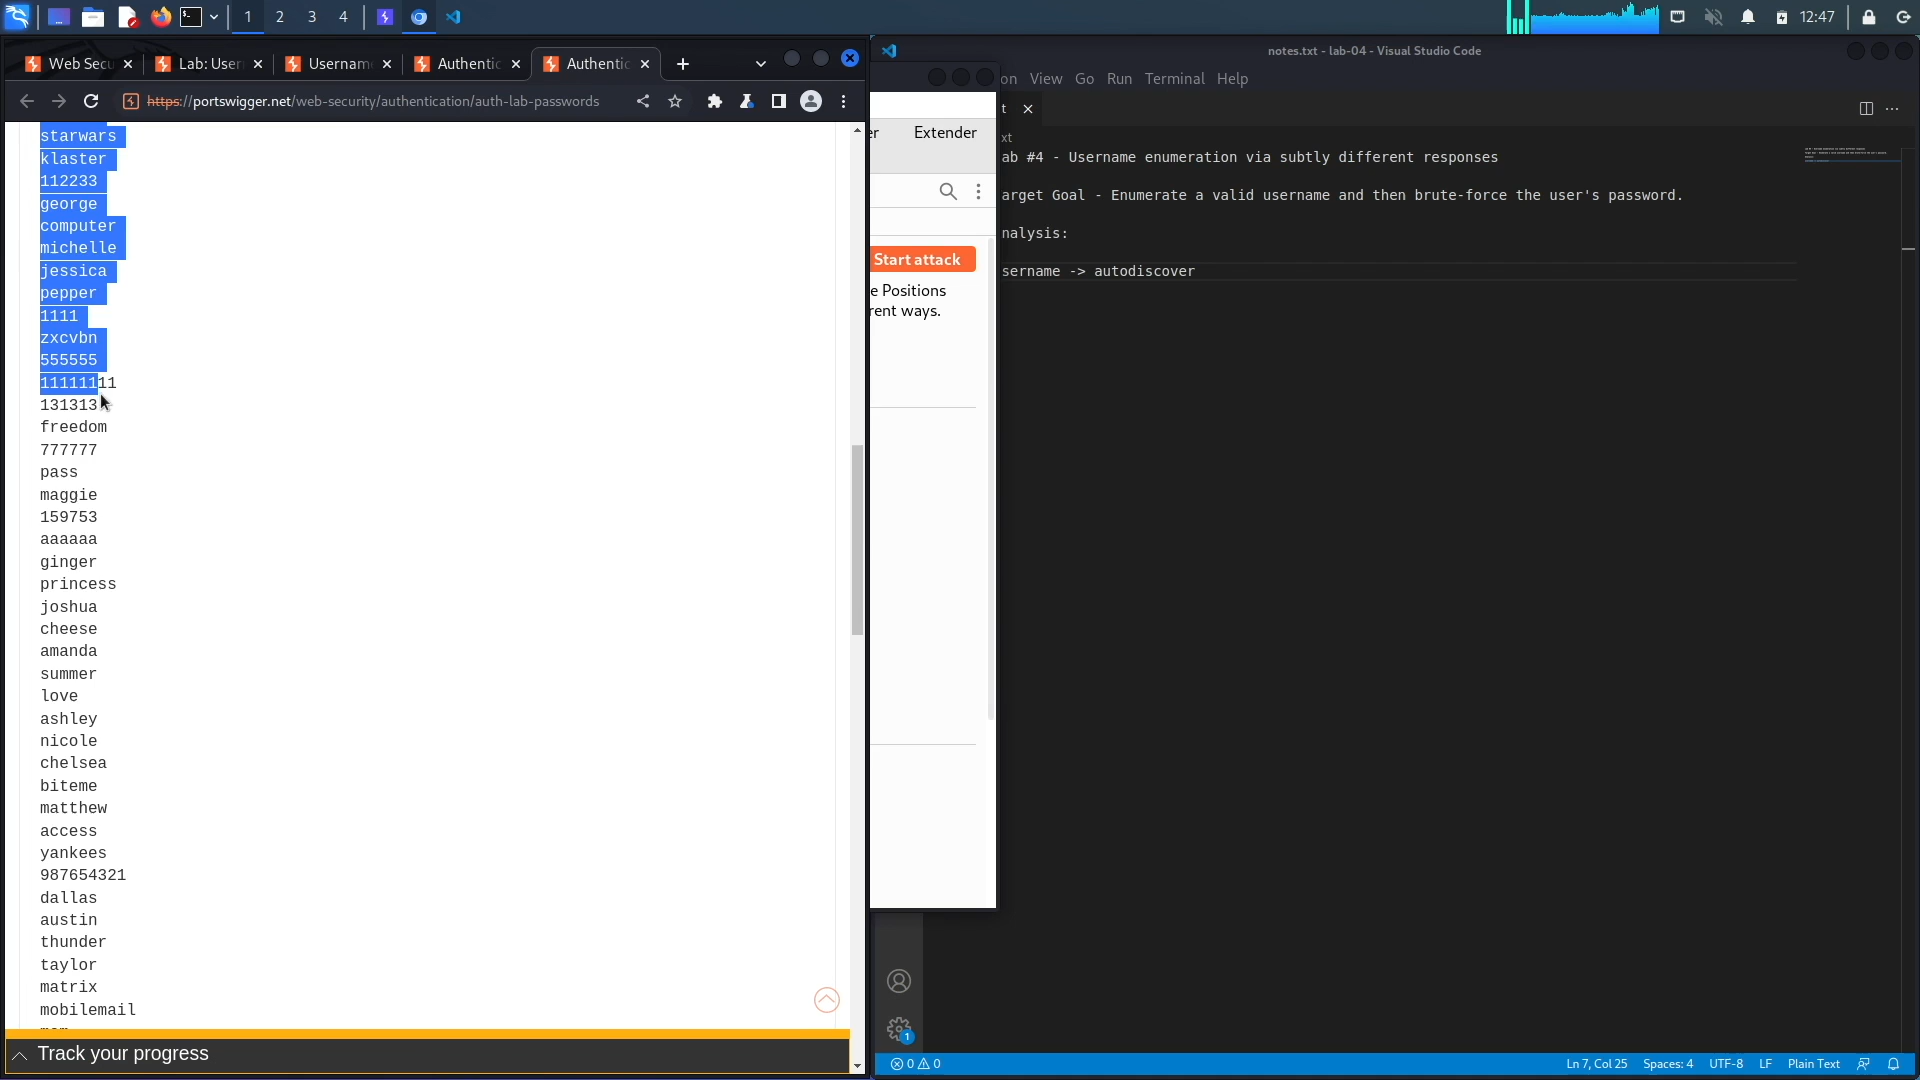 1 2 3 4 12:47
Web Secu Lab: User Username Authentic Authentic
https://portswigger.net/web-security/authentication/auth-lab-passwords
starwars
klaster
112233
george
computer
michelle
jessica
pepper
1111
zxcvbn
555555
11111111
131313
freedom
777777
pass
maggie
159753
aaaaaa
ginger
princess
joshua
cheese
amanda
summer
love
ashley
nicole
chelsea
biteme
matthew
access
yankees
987654321
dallas
austin
thunder
taylor
matrix
mobilemail
Track your progress
er Extender
Start attack
e Positions
rent ways.
notes.txt - lab-04 - Visual Studio Code
on View Go Run Terminal Help
t
xt
ab #4 - Username enumeration via subtly different responses
arget Goal - Enumerate a valid username and then brute-force the user's password.
nalysis:
sername -> autodiscover
1
0 0 Ln 7, Col 25 Spaces: 4 UTF-8 LF Plain Text